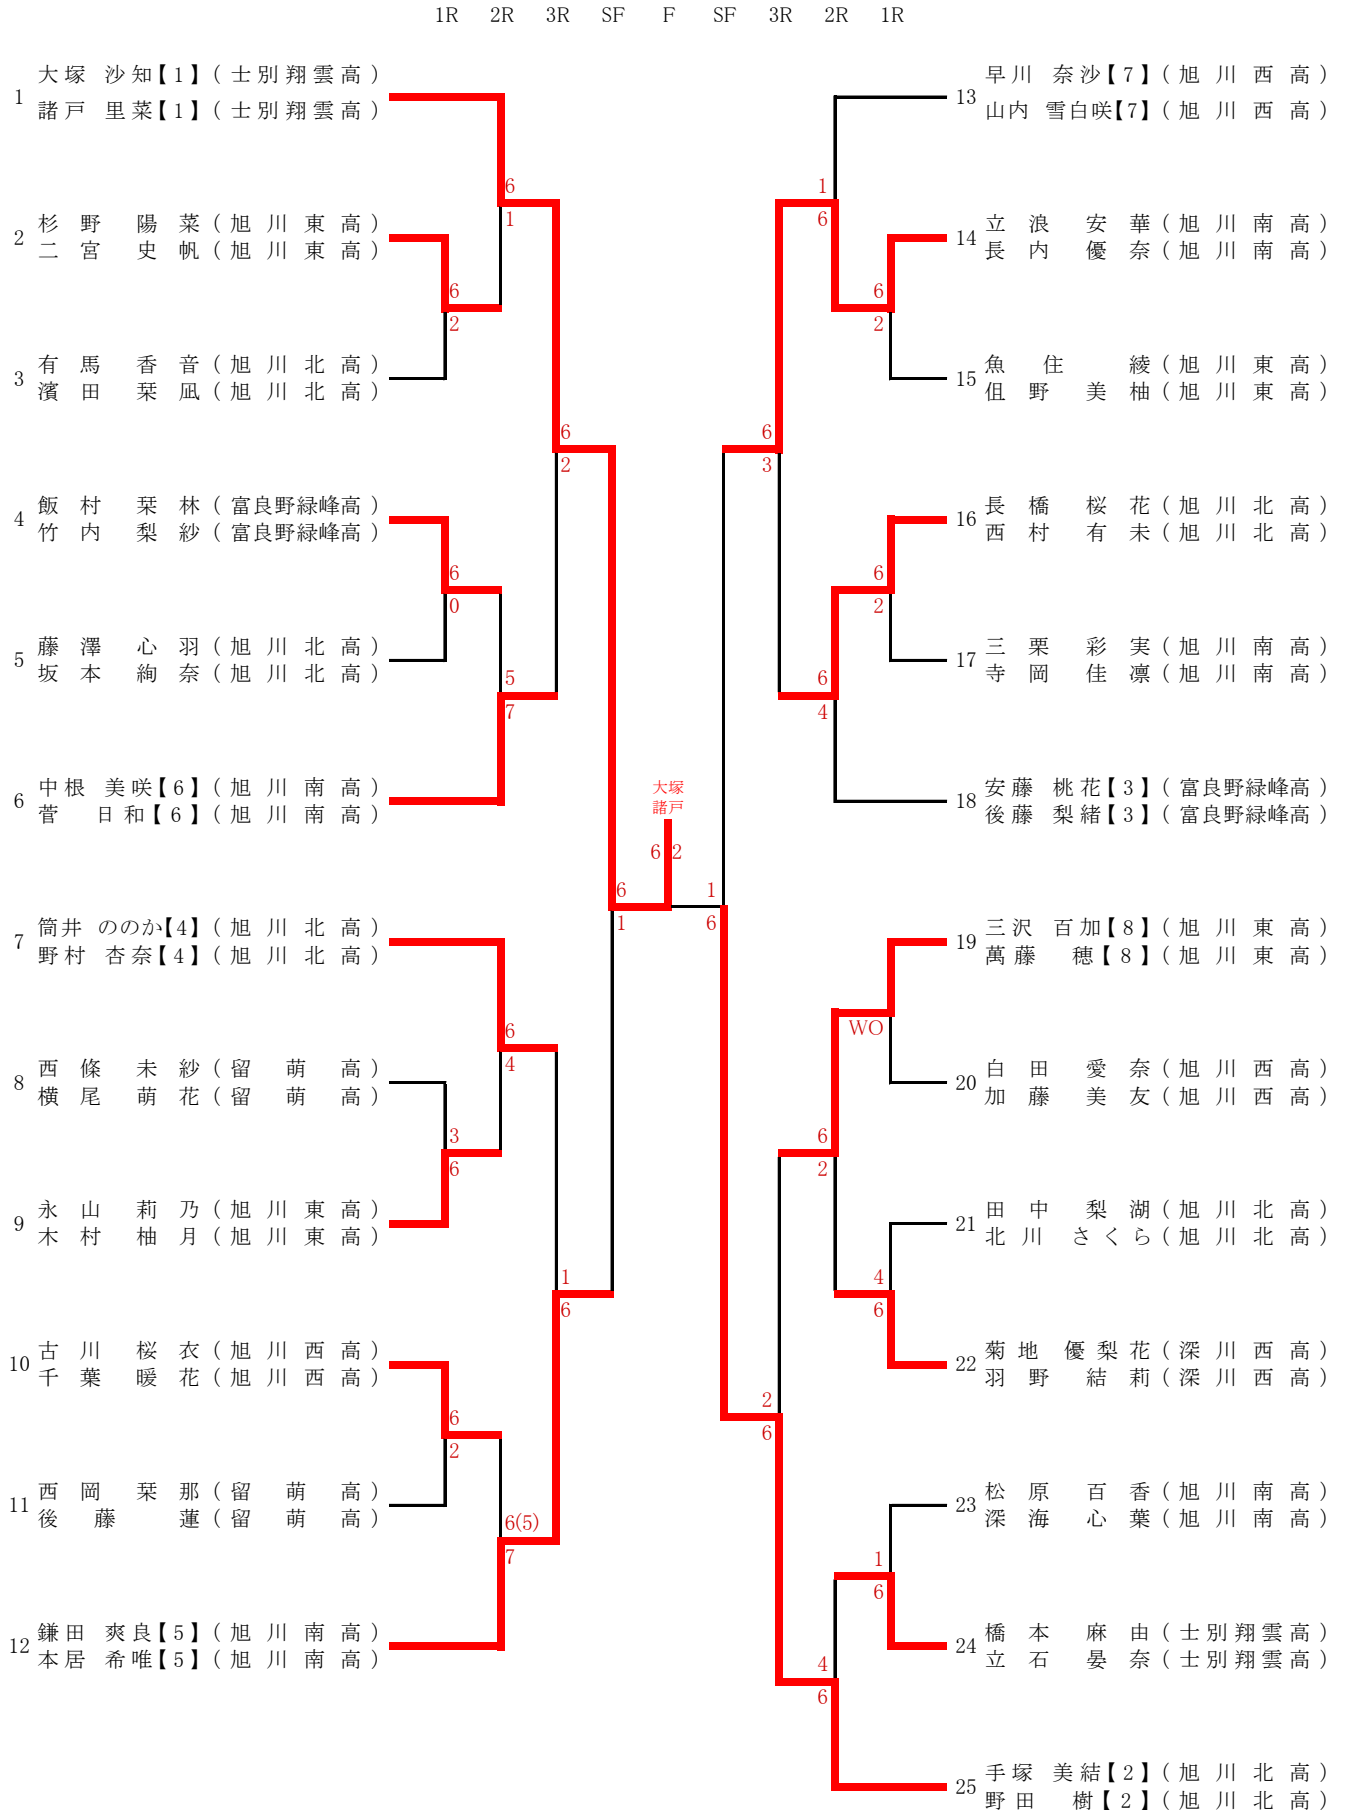 1R 2R 3R SF F SF 3R 2R 1R
1 大塚 沙知【1】(士別翔雲高)
諸戸 里菜【1】(士別翔雲高)
2 杉野 陽菜(旭川東高)
二宮 史帆(旭川東高)
3 有馬 香音(旭川北高)
濱田 栞凪(旭川北高)
4 飯村 栞林(富良野緑峰高)
竹内 梨紗(富良野緑峰高)
5 藤澤 心羽(旭川北高)
坂本 絢奈(旭川北高)
6 中根 美咲【6】(旭川南高)
菅 日和【6】(旭川南高)
7 筒井 ののか【4】(旭川北高)
野村 杏奈【4】(旭川北高)
8 西條 未紗(留萌高)
横尾 萌花(留萌高)
9 永山 莉乃(旭川東高)
木村 柚月(旭川東高)
10 古川 桜衣(旭川西高)
千葉 暖花(旭川西高)
11 西岡 栞那(留萌高)
後藤 蓮(留萌高)
12 鎌田 爽良【5】(旭川南高)
本居 希唯【5】(旭川南高)
6
1
6
2
6
2
6
0
5
7
6
4
3
6
1
6
6
2
6(5)
7
6
1
大塚
諸戸
6 2
1
6
1
6
6
2
6
3
6
2
6
4
WO
6
2
4
6
2
6
1
6
4
6
13 早川 奈沙【7】(旭川西高)
山内 雪白咲【7】(旭川西高)
14 立浪 安華(旭川南高)
長内 優奈(旭川南高)
15 魚住 綾(旭川東高)
但野 美柚(旭川東高)
16 長橋 桜花(旭川北高)
西村 有未(旭川北高)
17 三栗 彩実(旭川南高)
寺岡 佳凛(旭川南高)
18 安藤 桃花【3】(富良野緑峰高)
後藤 梨緒【3】(富良野緑峰高)
19 三沢 百加【8】(旭川東高)
萬藤 穂【8】(旭川東高)
20 白田 愛奈(旭川西高)
加藤 美友(旭川西高)
21 田中 梨湖(旭川北高)
北川 さくら(旭川北高)
22 菊地 優梨花(深川西高)
羽野 結莉(深川西高)
23 松原 百香(旭川南高)
深海 心葉(旭川南高)
24 橋本 麻由(士別翔雲高)
立石 晏奈(士別翔雲高)
25 手塚 美結【2】(旭川北高)
野田 樹【2】(旭川北高)